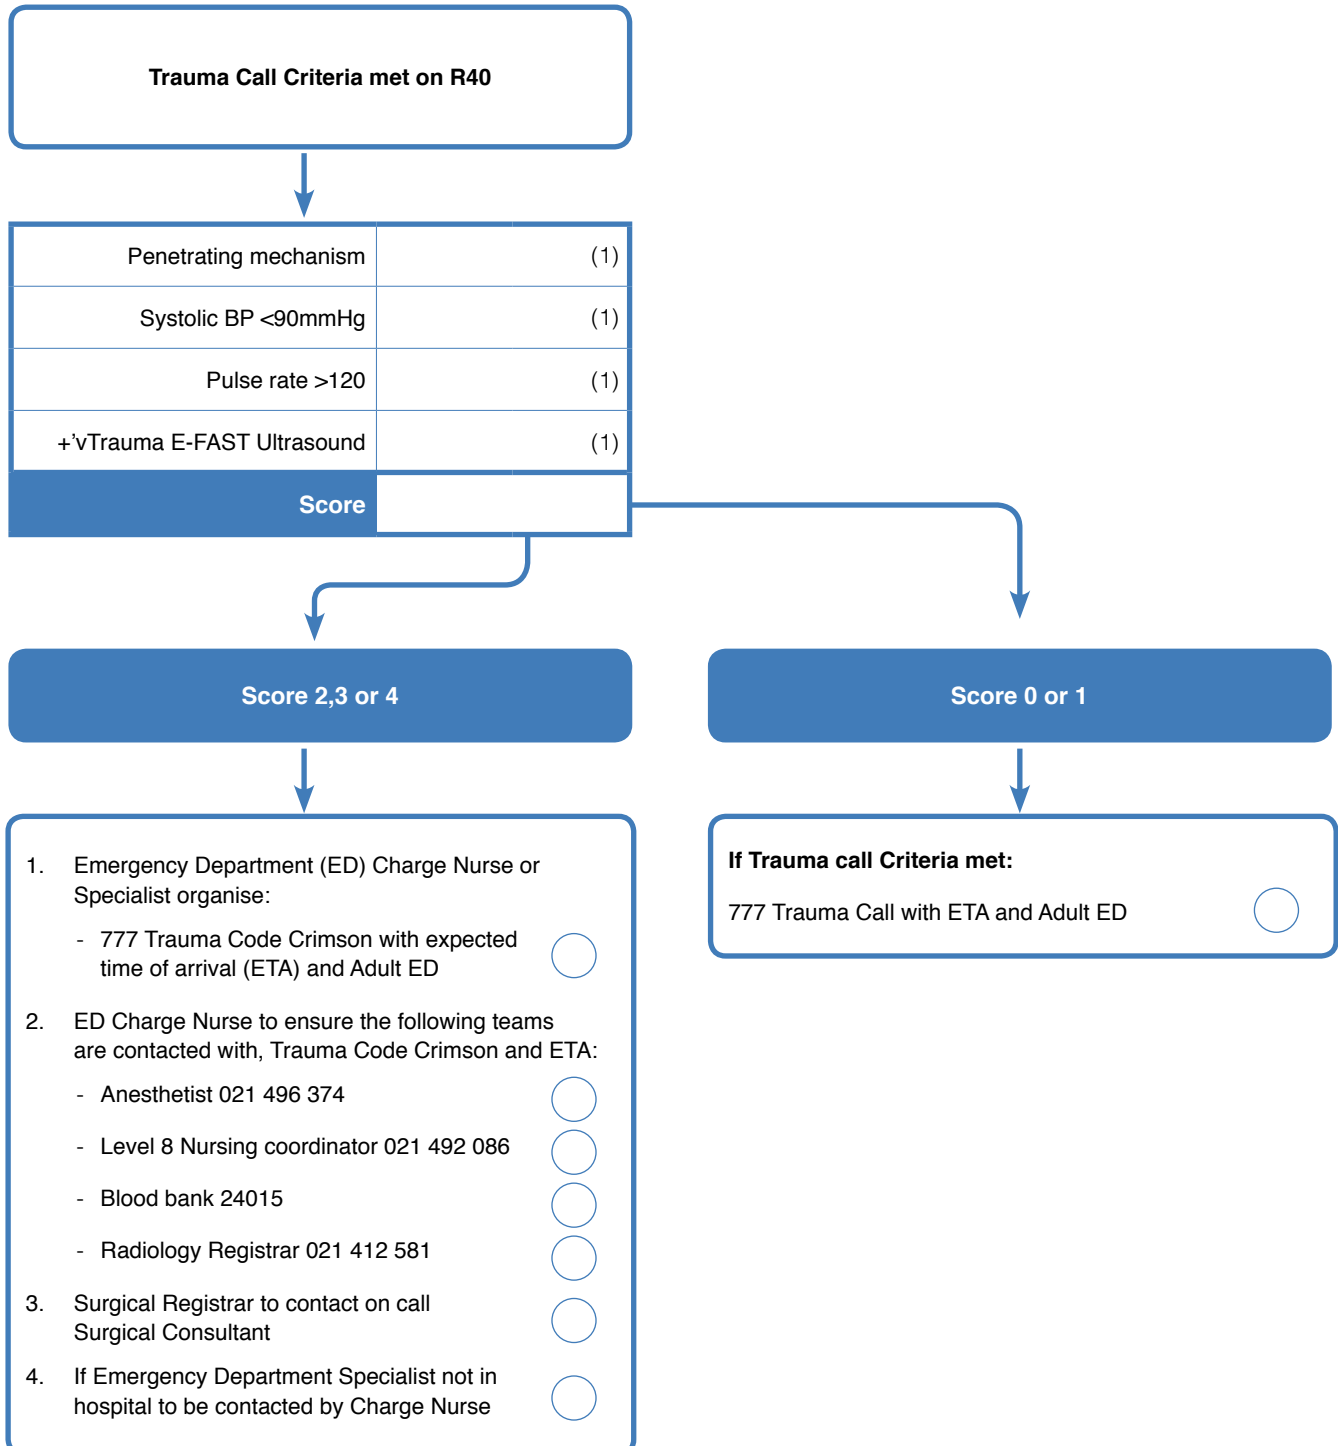 Trauma Call Criteria met on R40
Penetrating mechanism (1)
Systolic BP <90mmHg (1)
Pulse rate >120 (1)
+’vTrauma E-FAST Ultrasound (1)
Score
Score 2,3 or 4
Score 0 or 1
1. Emergency Department (ED) Charge Nurse or
Specialist organise:
- 777 Trauma Code Crimson with expected
time of arrival (ETA) and Adult ED
2. ED Charge Nurse to ensure the following teams
are contacted with, Trauma Code Crimson and ETA:
- Anesthetist 021 496 374
- Level 8 Nursing coordinator 021 492 086
- Blood bank 24015
- Radiology Registrar 021 412 581
3. Surgical Registrar to contact on call
Surgical Consultant
4. If Emergency Department Specialist not in
hospital to be contacted by Charge Nurse
If Trauma call Criteria met:
777 Trauma Call with ETA and Adult ED